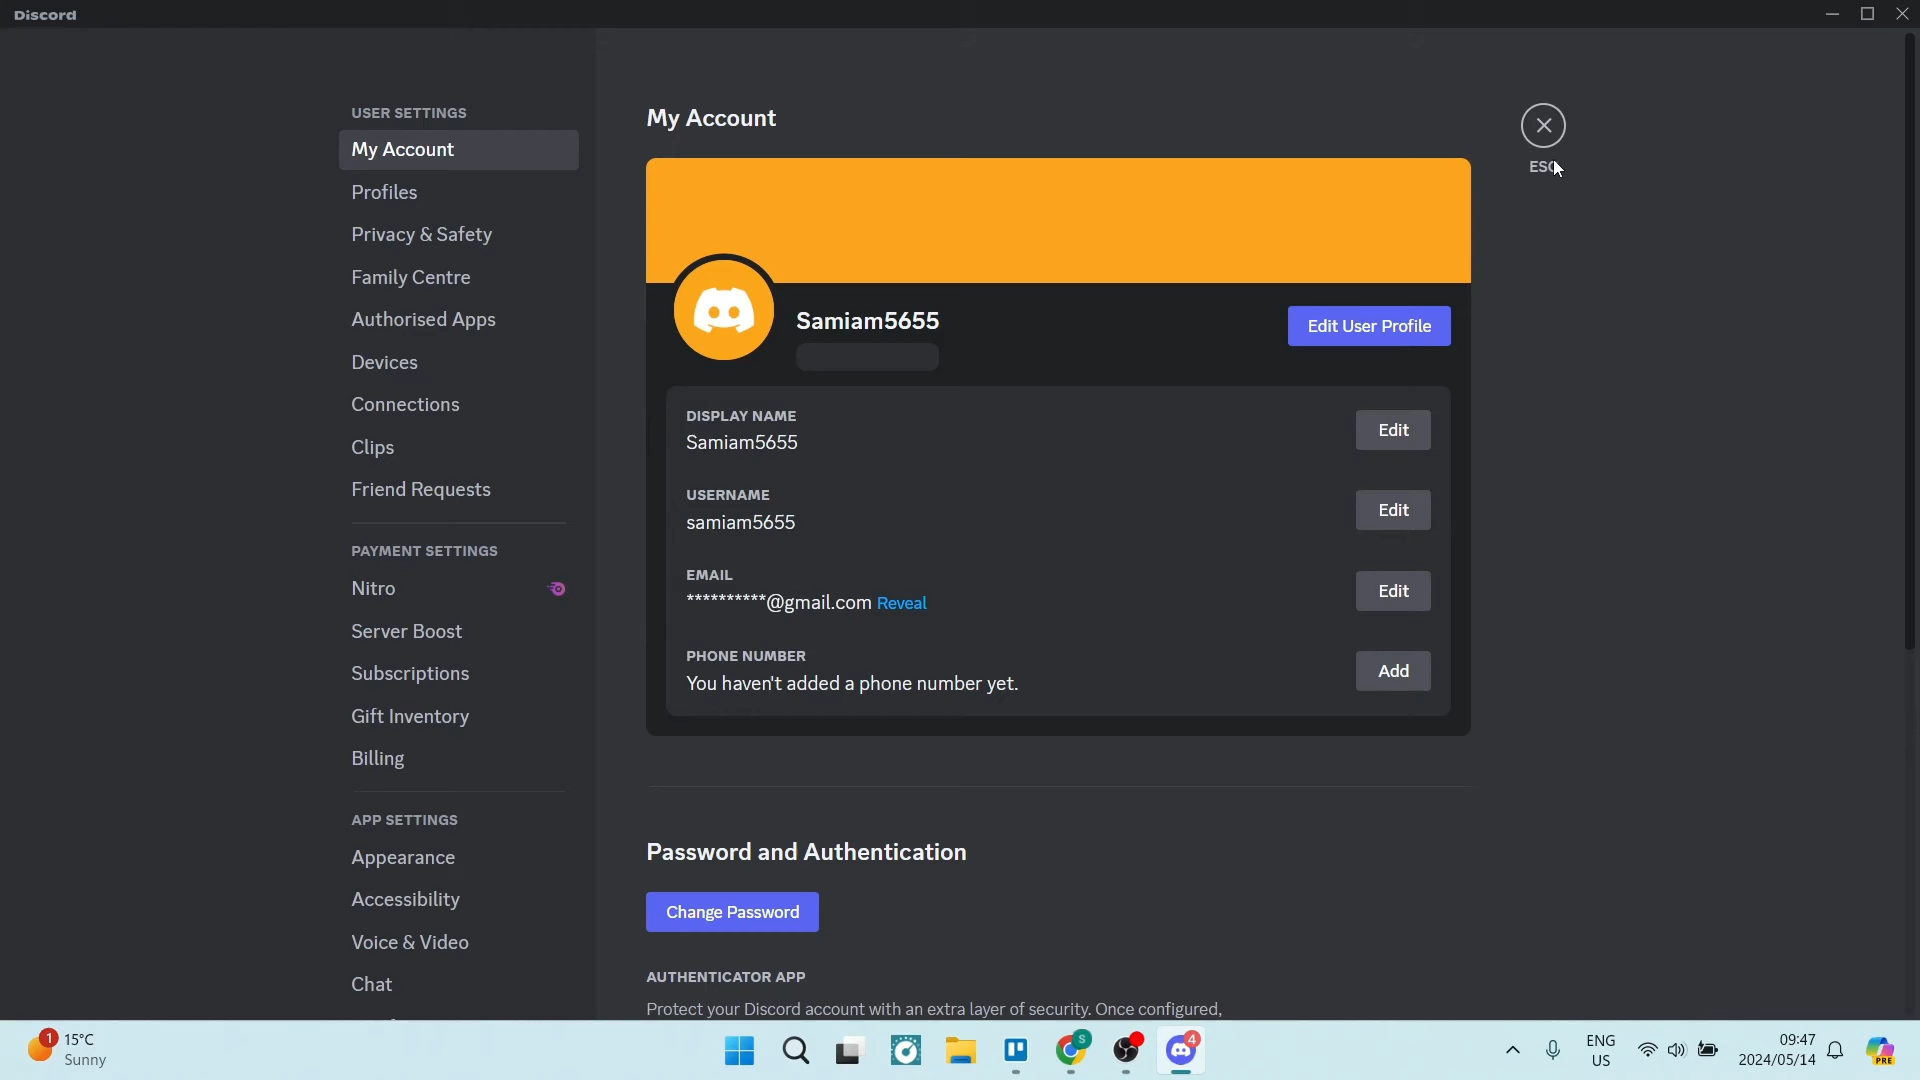 Discord
USER SETTINGS
My Account
Profiles
Privacy & Safety
Family Centre
Authorised Apps
Devices
Connections
Clips
Friend Requests
PAYMENT SETTINGS
Nitro
Server Boost
Subscriptions
Gift Inventory
Billing
APP SETTINGS
Appearance
Accessibility
Voice & Video
Chat
My Account
ESC
Samiam5655
Edit User Profile
DISPLAY NAME
Samiam5655
Edit
USERNAME
samiam5655
Edit
EMAIL
**********@gmail.com Reveal
Edit
PHONE NUMBER
You haven't added a phone number yet.
Add
Password and Authentication
Change Password
AUTHENTICATOR APP
Protect your Discord account with an extra layer of security. Once configured,
1
15°C
Sunny
S
4
ENG
US
09:47
2024/05/14
PRE